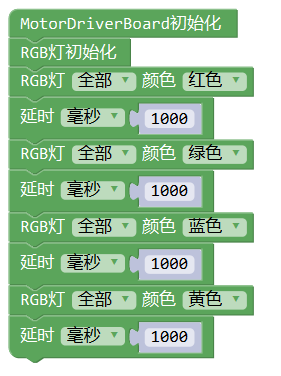 MotorDriverBoard初始化
RGB灯初始化
RGB灯 全部 颜色 红色
延时 毫秒 1000
RGB灯 全部 颜色 绿色
延时 毫秒 1000
RGB灯 全部 颜色 蓝色
延时 毫秒 1000
RGB灯 全部 颜色 黄色
延时 毫秒 1000